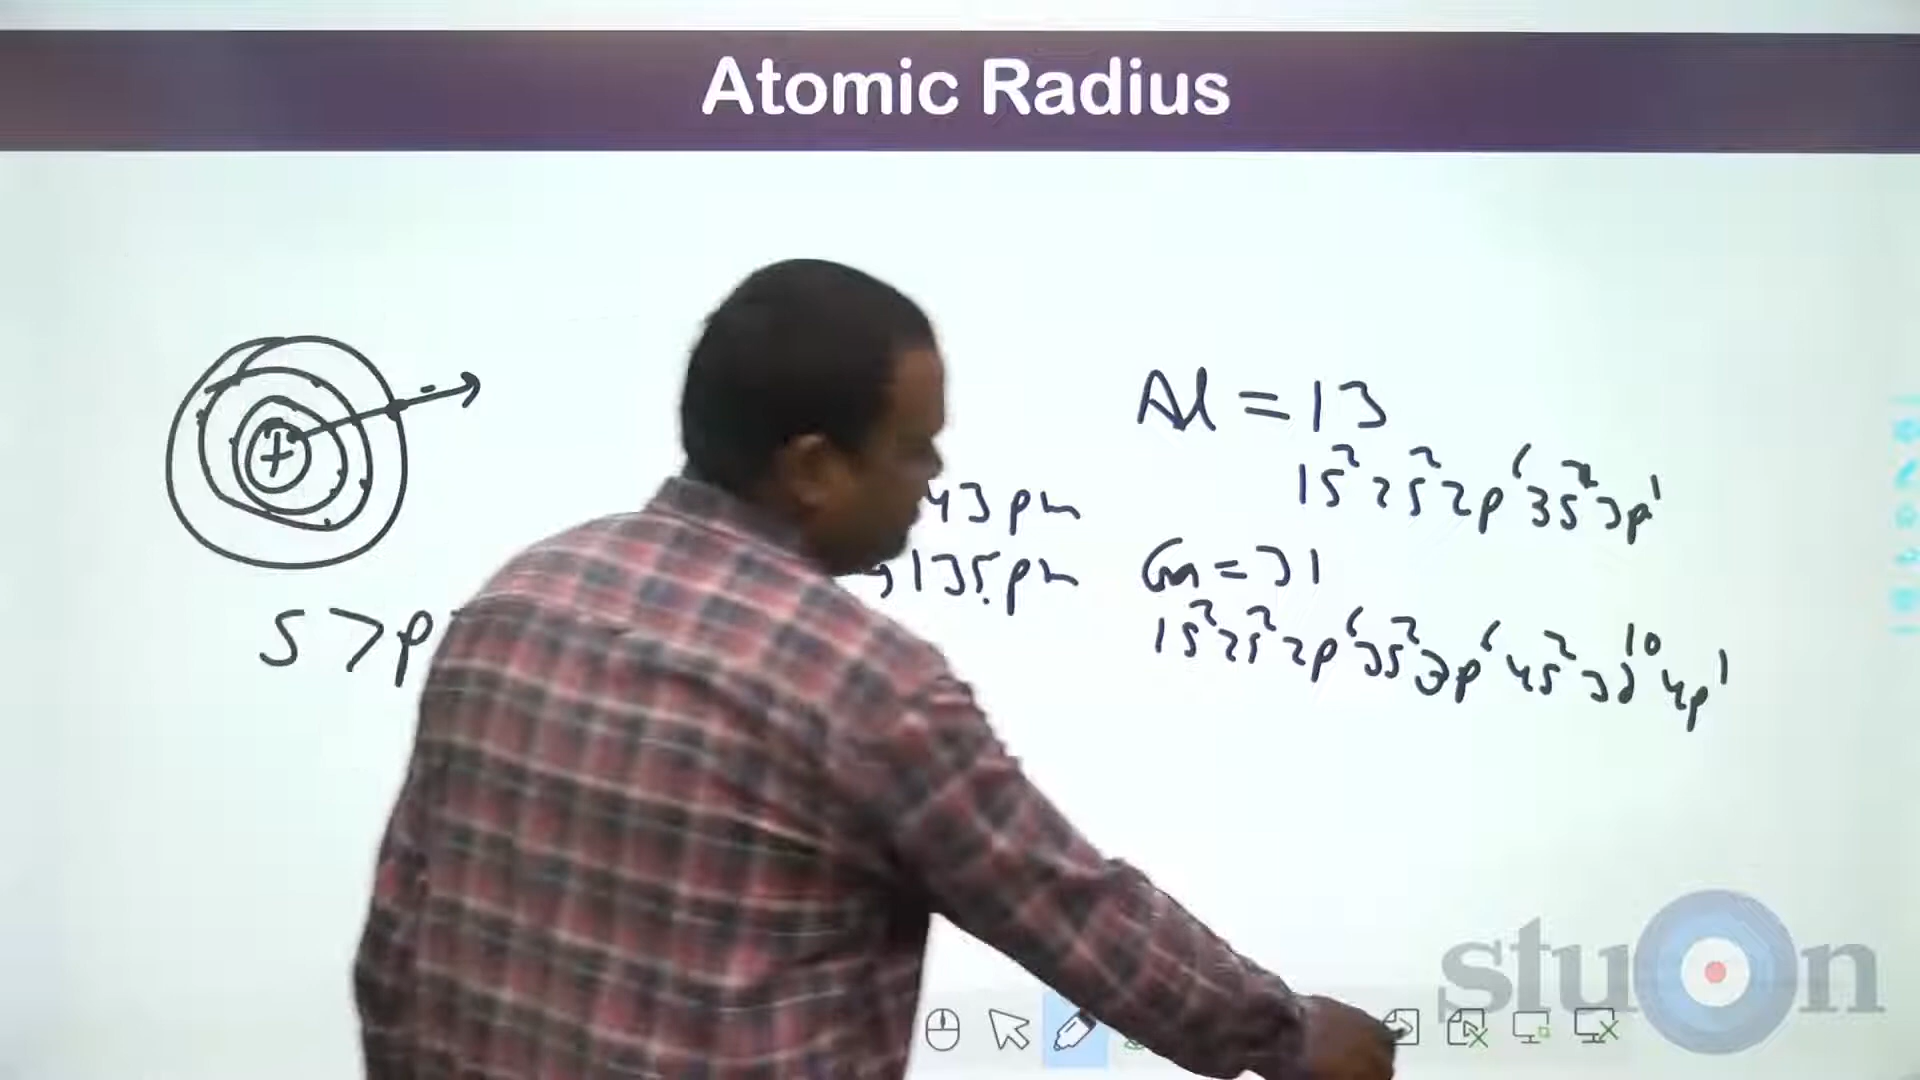 Atomic Radius
Al = 13
1s² 2s² 2p⁶ 3s² 3p¹
43 pm
135 pm
Ga = 31
1s² 2s² 2p⁶ 3s² 3p⁶ 4s² 3d¹⁰ 4p¹
S > p
+
stuon